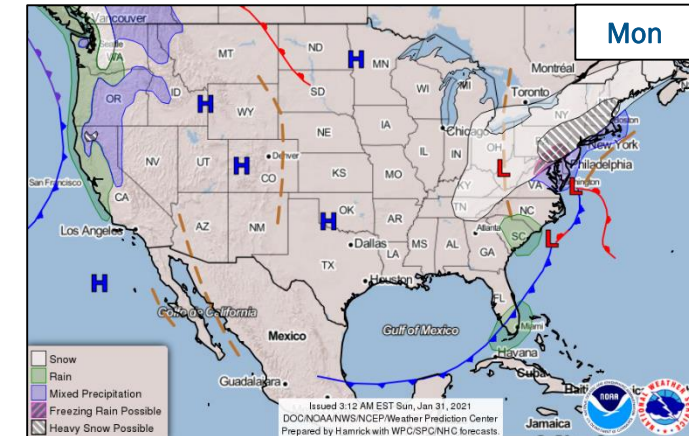 Mon
Vancouver
Seattle
WA
MT
ND
MN
Montréal
OR
ID
WY
SD
WI
MI
Toronto
NY
Boston
NE
IA
Chicago
IL
IN
OH
New York
Philadelphia
NV
UT
Denver
CO
KS
MO
KY
VA
San Francisco
CA
AZ
NM
OK
AR
TN
NC
SC
Los Angeles
Dallas
TX
LA
MS
AL
GA
Atlanta
Houston
FL
Golfo de California
Mexico
Gulf of Mexico
Miami
Havana
Cuba
Guadalajara
Jamaica
H
H
H
H
H
L
L
L
Snow
Rain
Mixed Precipitation
Freezing Rain Possible
Heavy Snow Possible
Issued 3:12 AM EST Sun, Jan 31, 2021
DOC/NOAA/NWS/NCEP/Weather Prediction Center
Prepared by Hamrick with WPC/SPC/NHC forecasts.
NOAA